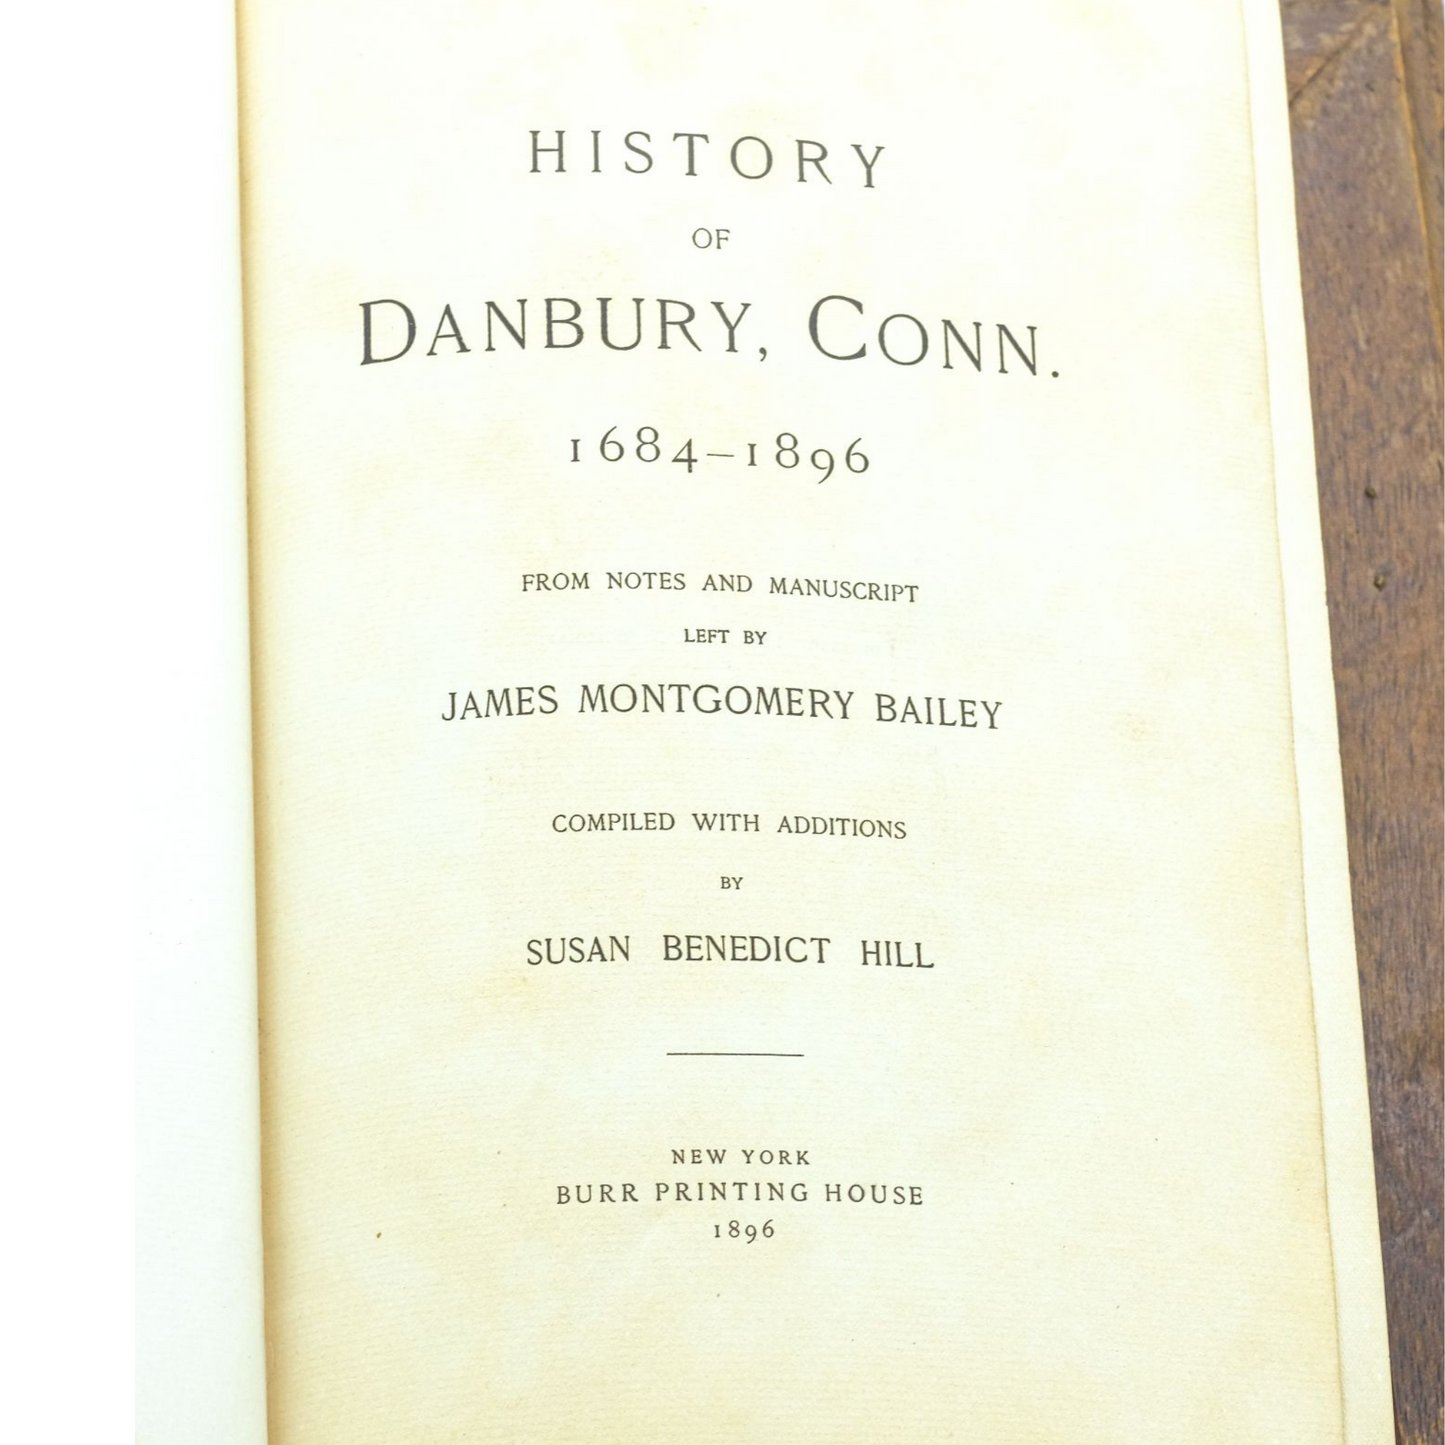 HISTORY
OF
DANBURY, CONN.
1684–1896
FROM NOTES AND MANUSCRIPT
LEFT BY
JAMES MONTGOMERY BAILEY
COMPILED WITH ADDITIONS
BY
SUSAN BENEDICT HILL
NEW YORK
BURR PRINTING HOUSE
1896